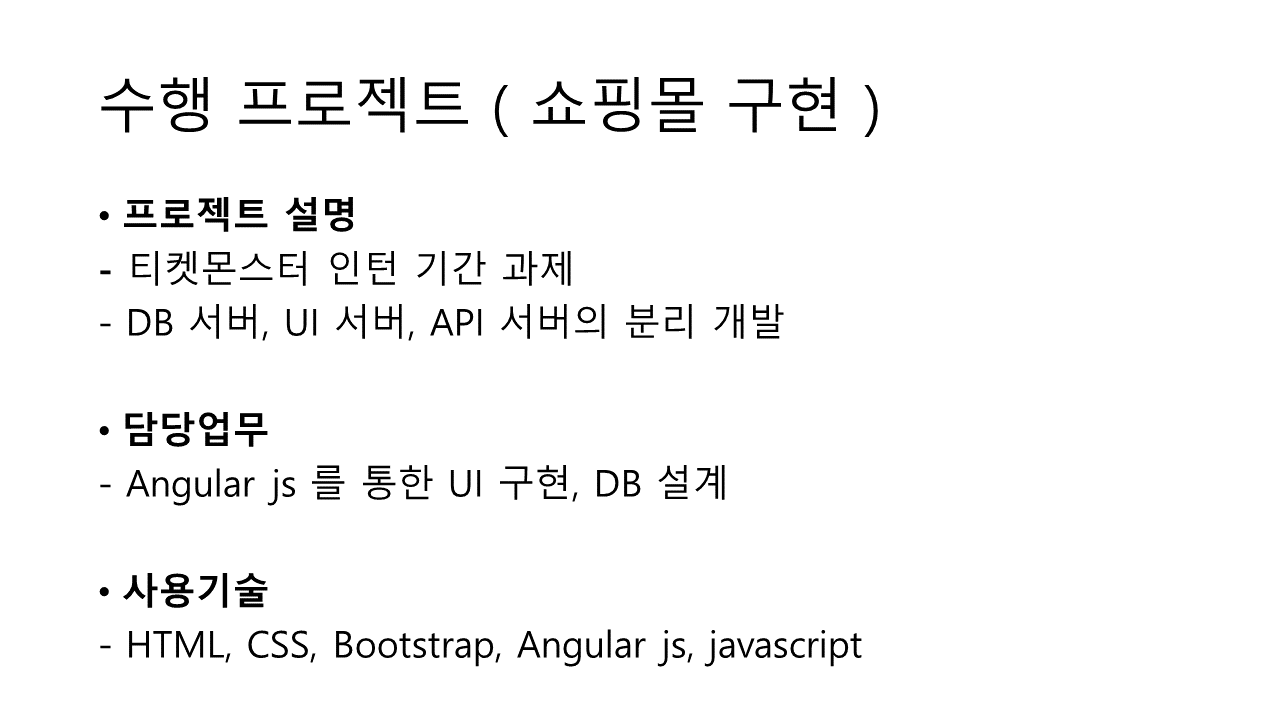 수행 프로젝트 ( 쇼핑몰 구현 )
• 프로젝트 설명
- 티켓몬스터 인턴 기간 과제
- DB 서버, UI 서버, API 서버의 분리 개발
• 담당업무
- Angular js 를 통한 UI 구현, DB 설계
• 사용기술
- HTML, CSS, Bootstrap, Angular js, javascript